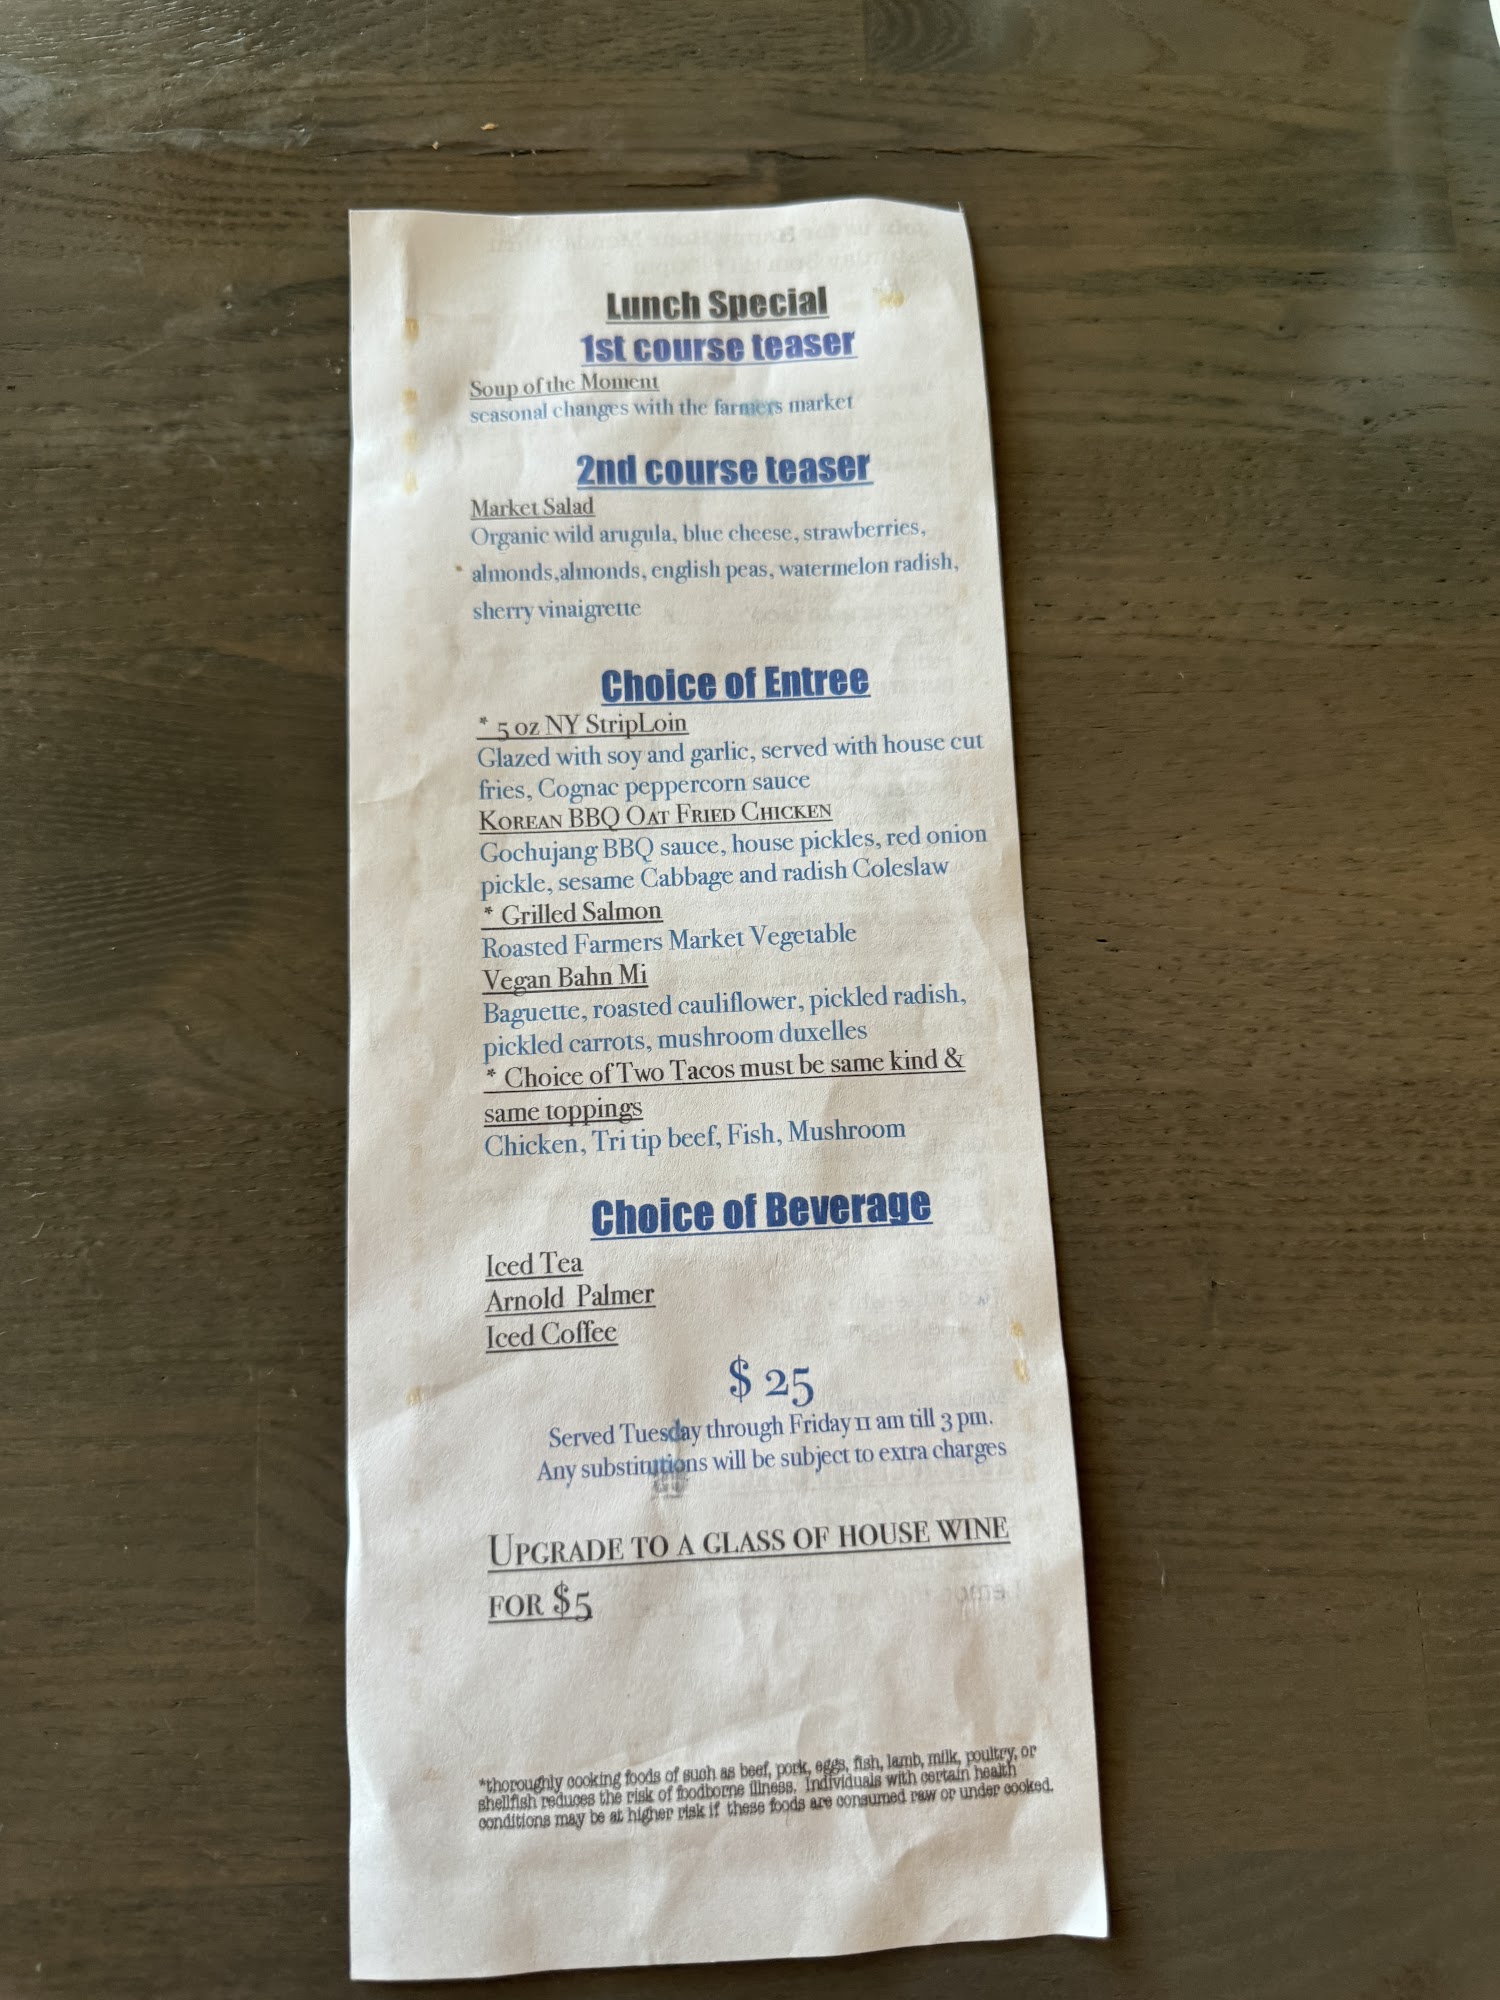 Lunch Special
1st course teaser
Soup of the Moment
seasonal changes with the farmers market
2nd course teaser
Market Salad
Organic wild arugula, blue cheese, strawberries,
almonds,almonds, english peas, watermelon radish,
sherry vinaigrette
Choice of Entree
* 5 oz NY StripLoin
Glazed with soy and garlic, served with house cut
fries, Cognac peppercorn sauce
KOREAN BBQ OAT FRIED CHICKEN
Gochujang BBQ sauce, house pickles, red onion
pickle, sesame Cabbage and radish Coleslaw
* Grilled Salmon
Roasted Farmers Market Vegetable
Vegan Bahn Mi
Baguette, roasted cauliflower, pickled radish,
pickled carrots, mushroom duxelles
* Choice of Two Tacos must be same kind &
same toppings
Chicken, Tri tip beef, Fish, Mushroom
Choice of Beverage
Iced Tea
Arnold Palmer
Iced Coffee
$ 25
Served Tuesday through Friday 11 am till 3 pm.
Any substitutions will be subject to extra charges
UPGRADE TO A GLASS OF HOUSE WINE
FOR $5
*thoroughly cooking foods of such as beef, pork, eggs, fish, lamb, milk, poultry, or
shellfish reduces the risk of foodborne illness. Individuals with certain health
conditions may be at higher risk if these foods are consumed raw or under cooked.